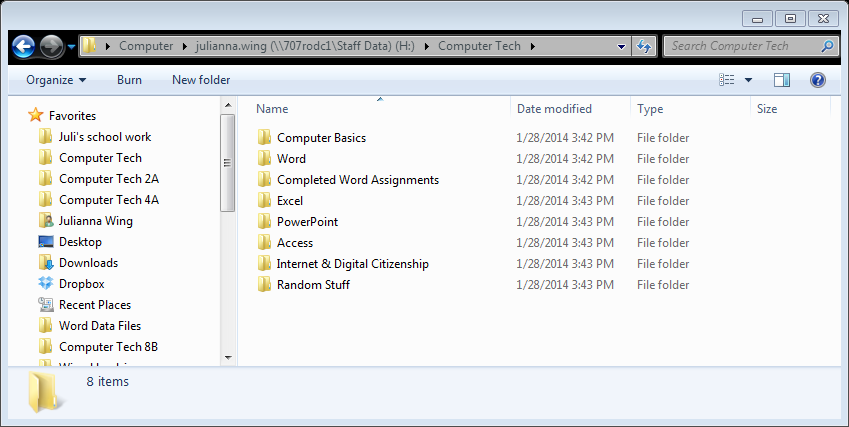 Computer ▸ julianna.wing (\\707rodc1\Staff Data) (H:) ▸ Computer Tech ▸
Search Computer Tech
Organize Burn New folder
Favorites
Juli's school work
Computer Tech
Computer Tech 2A
Computer Tech 4A
Julianna Wing
Desktop
Downloads
Dropbox
Recent Places
Word Data Files
Computer Tech 8B
Name Date modified Type Size
Computer Basics 1/28/2014 3:42 PM File folder
Word 1/28/2014 3:42 PM File folder
Completed Word Assignments 1/28/2014 3:42 PM File folder
Excel 1/28/2014 3:43 PM File folder
PowerPoint 1/28/2014 3:43 PM File folder
Access 1/28/2014 3:43 PM File folder
Internet & Digital Citizenship 1/28/2014 3:43 PM File folder
Random Stuff 1/28/2014 3:43 PM File folder
8 items